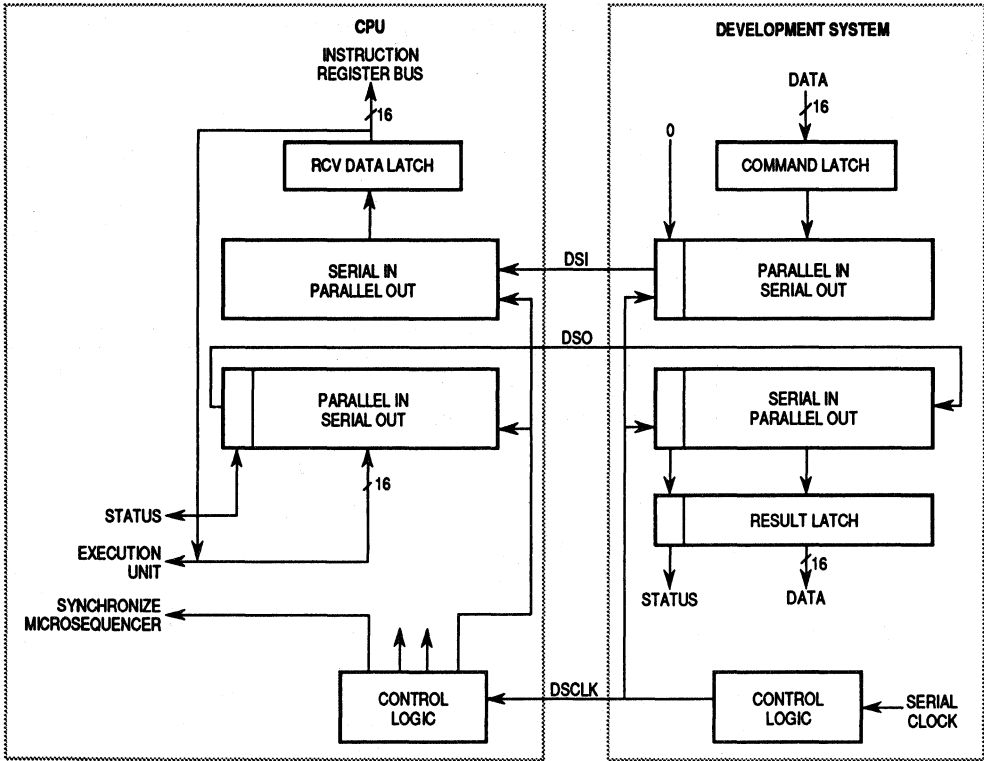 CPU
INSTRUCTION
REGISTER BUS
16
RCV DATA LATCH
SERIAL IN
PARALLEL OUT
PARALLEL IN
SERIAL OUT
16
STATUS
EXECUTION
UNIT
SYNCHRONIZE
MICROSEQUENCER
CONTROL
LOGIC
DSI
DSO
DSCLK
DEVELOPMENT SYSTEM
DATA
16
0
COMMAND LATCH
PARALLEL IN
SERIAL OUT
SERIAL IN
PARALLEL OUT
RESULT LATCH
16
STATUS
DATA
CONTROL
LOGIC
SERIAL
CLOCK